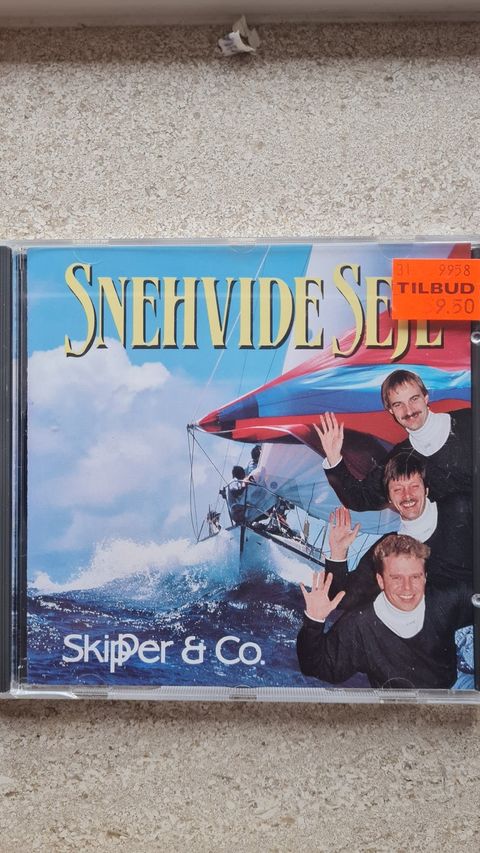 SNEHVIDE SEJL
31 9958
TILBUD
9.50
Skipper & Co.